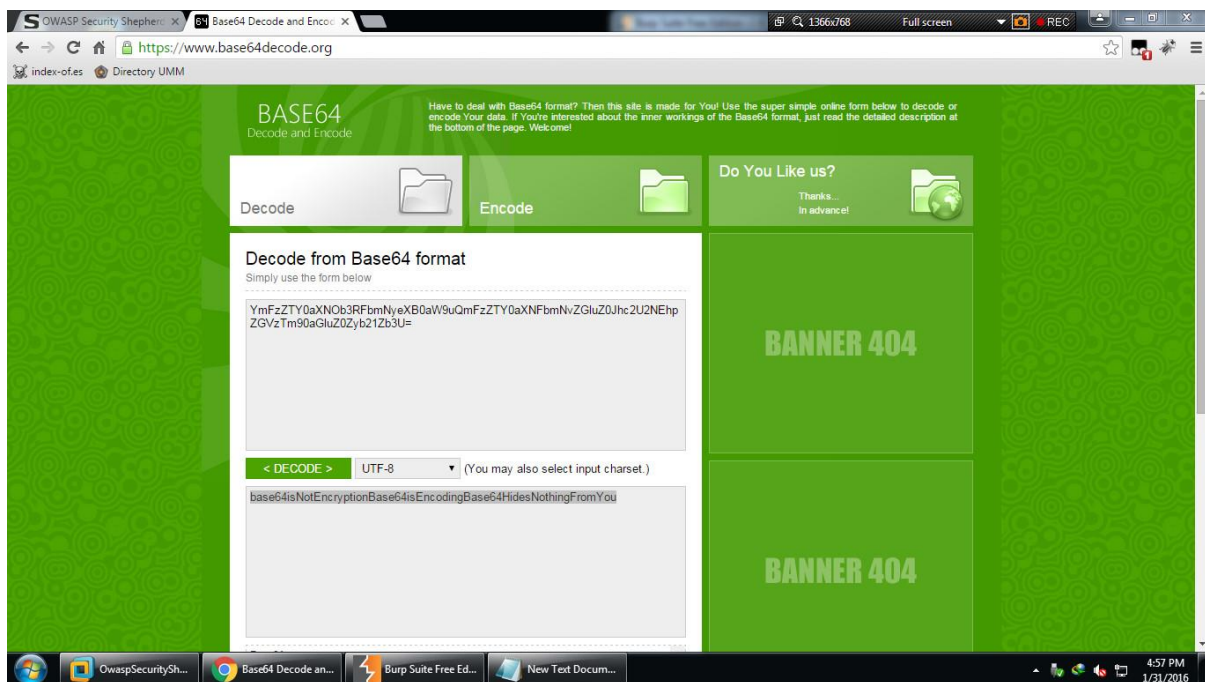 OWASP Security Shepherd
Base64 Decode and Encod
1366x768
Full screen
REC
https://www.base64decode.org
index-of.es
Directory UMM
BASE64
Decode and Encode
Have to deal with Base64 format? Then this site is made for You! Use the super simple online form below to decode or
encode Your data. If You're interested about the inner workings of the Base64 format, just read the detailed description at
the bottom of the page. Welcome!
Decode
Encode
Do You Like us?
Thanks...
In advance!
Decode from Base64 format
Simply use the form below
YmFzZTY0aXNOb3RFbmNyeXB0aW9uQmFzZTY0aXNFbmNvZGluZ0Jhc2U2NEhp
ZGVzTm90aGluZ0Zyb21Zb3U=
< DECODE >
UTF-8
(You may also select input charset.)
base64isNotEncryptionBase64isEncodingBase64HidesNothingFromYou
BANNER 404
BANNER 404
OwaspSecuritySh...
Base64 Decode an...
Burp Suite Free Ed...
New Text Docum...
4:57 PM
1/31/2016